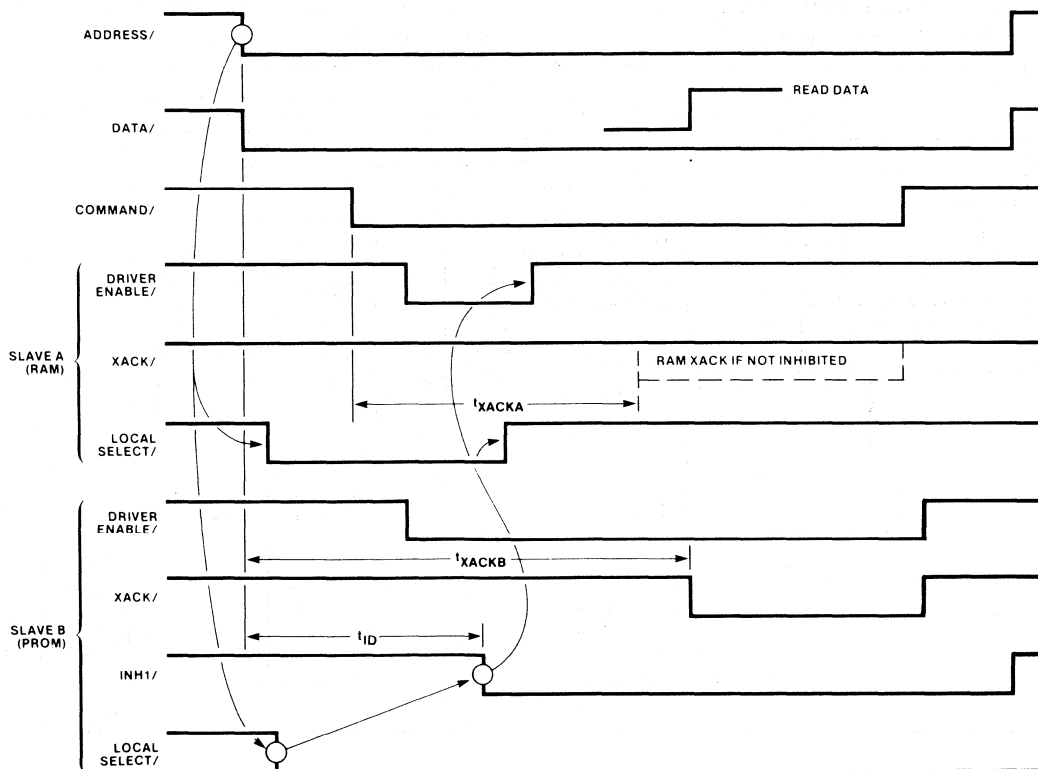 ADDRESS/
READ DATA
DATA/
COMMAND/
DRIVER
ENABLE/
SLAVE A
(RAM)
XACK/
RAM XACK IF NOT INHIBITED
tXACKA
LOCAL
SELECT/
DRIVER
ENABLE/
tXACKB
XACK/
SLAVE B
(PROM)
tID
INH1/
LOCAL
SELECT/